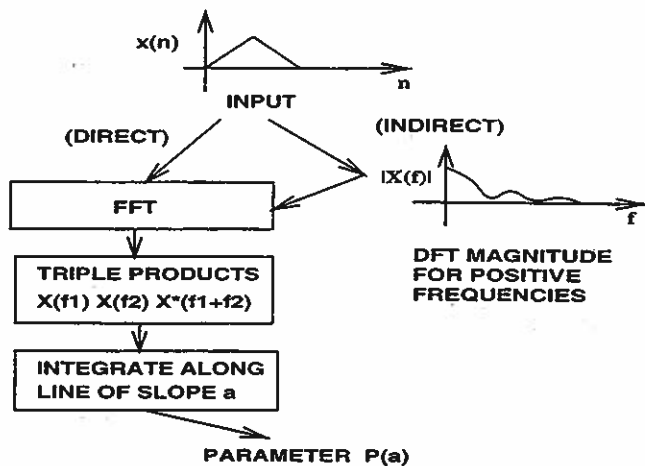 x(n)
n
INPUT
(DIRECT)
(INDIRECT)
|X(f)|
f
FFT
DFT MAGNITUDE
FOR POSITIVE
FREQUENCIES
TRIPLE PRODUCTS
X(f1) X(f2) X*(f1+f2)
INTEGRATE ALONG
LINE OF SLOPE a
PARAMETER P(a)